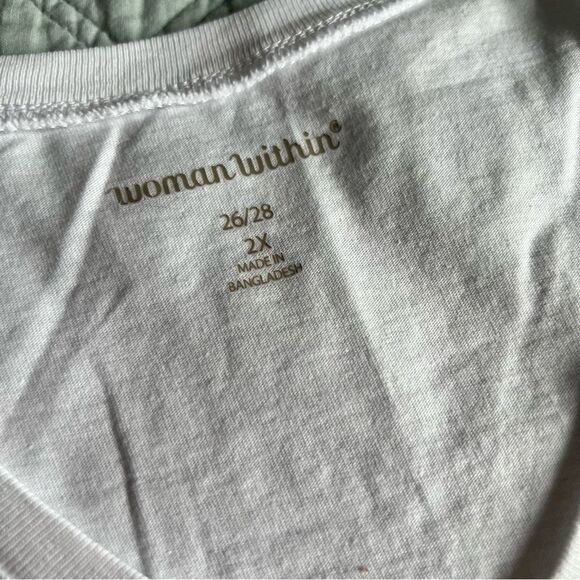 woman within®
26/28
2X
MADE IN
BANGLADESH